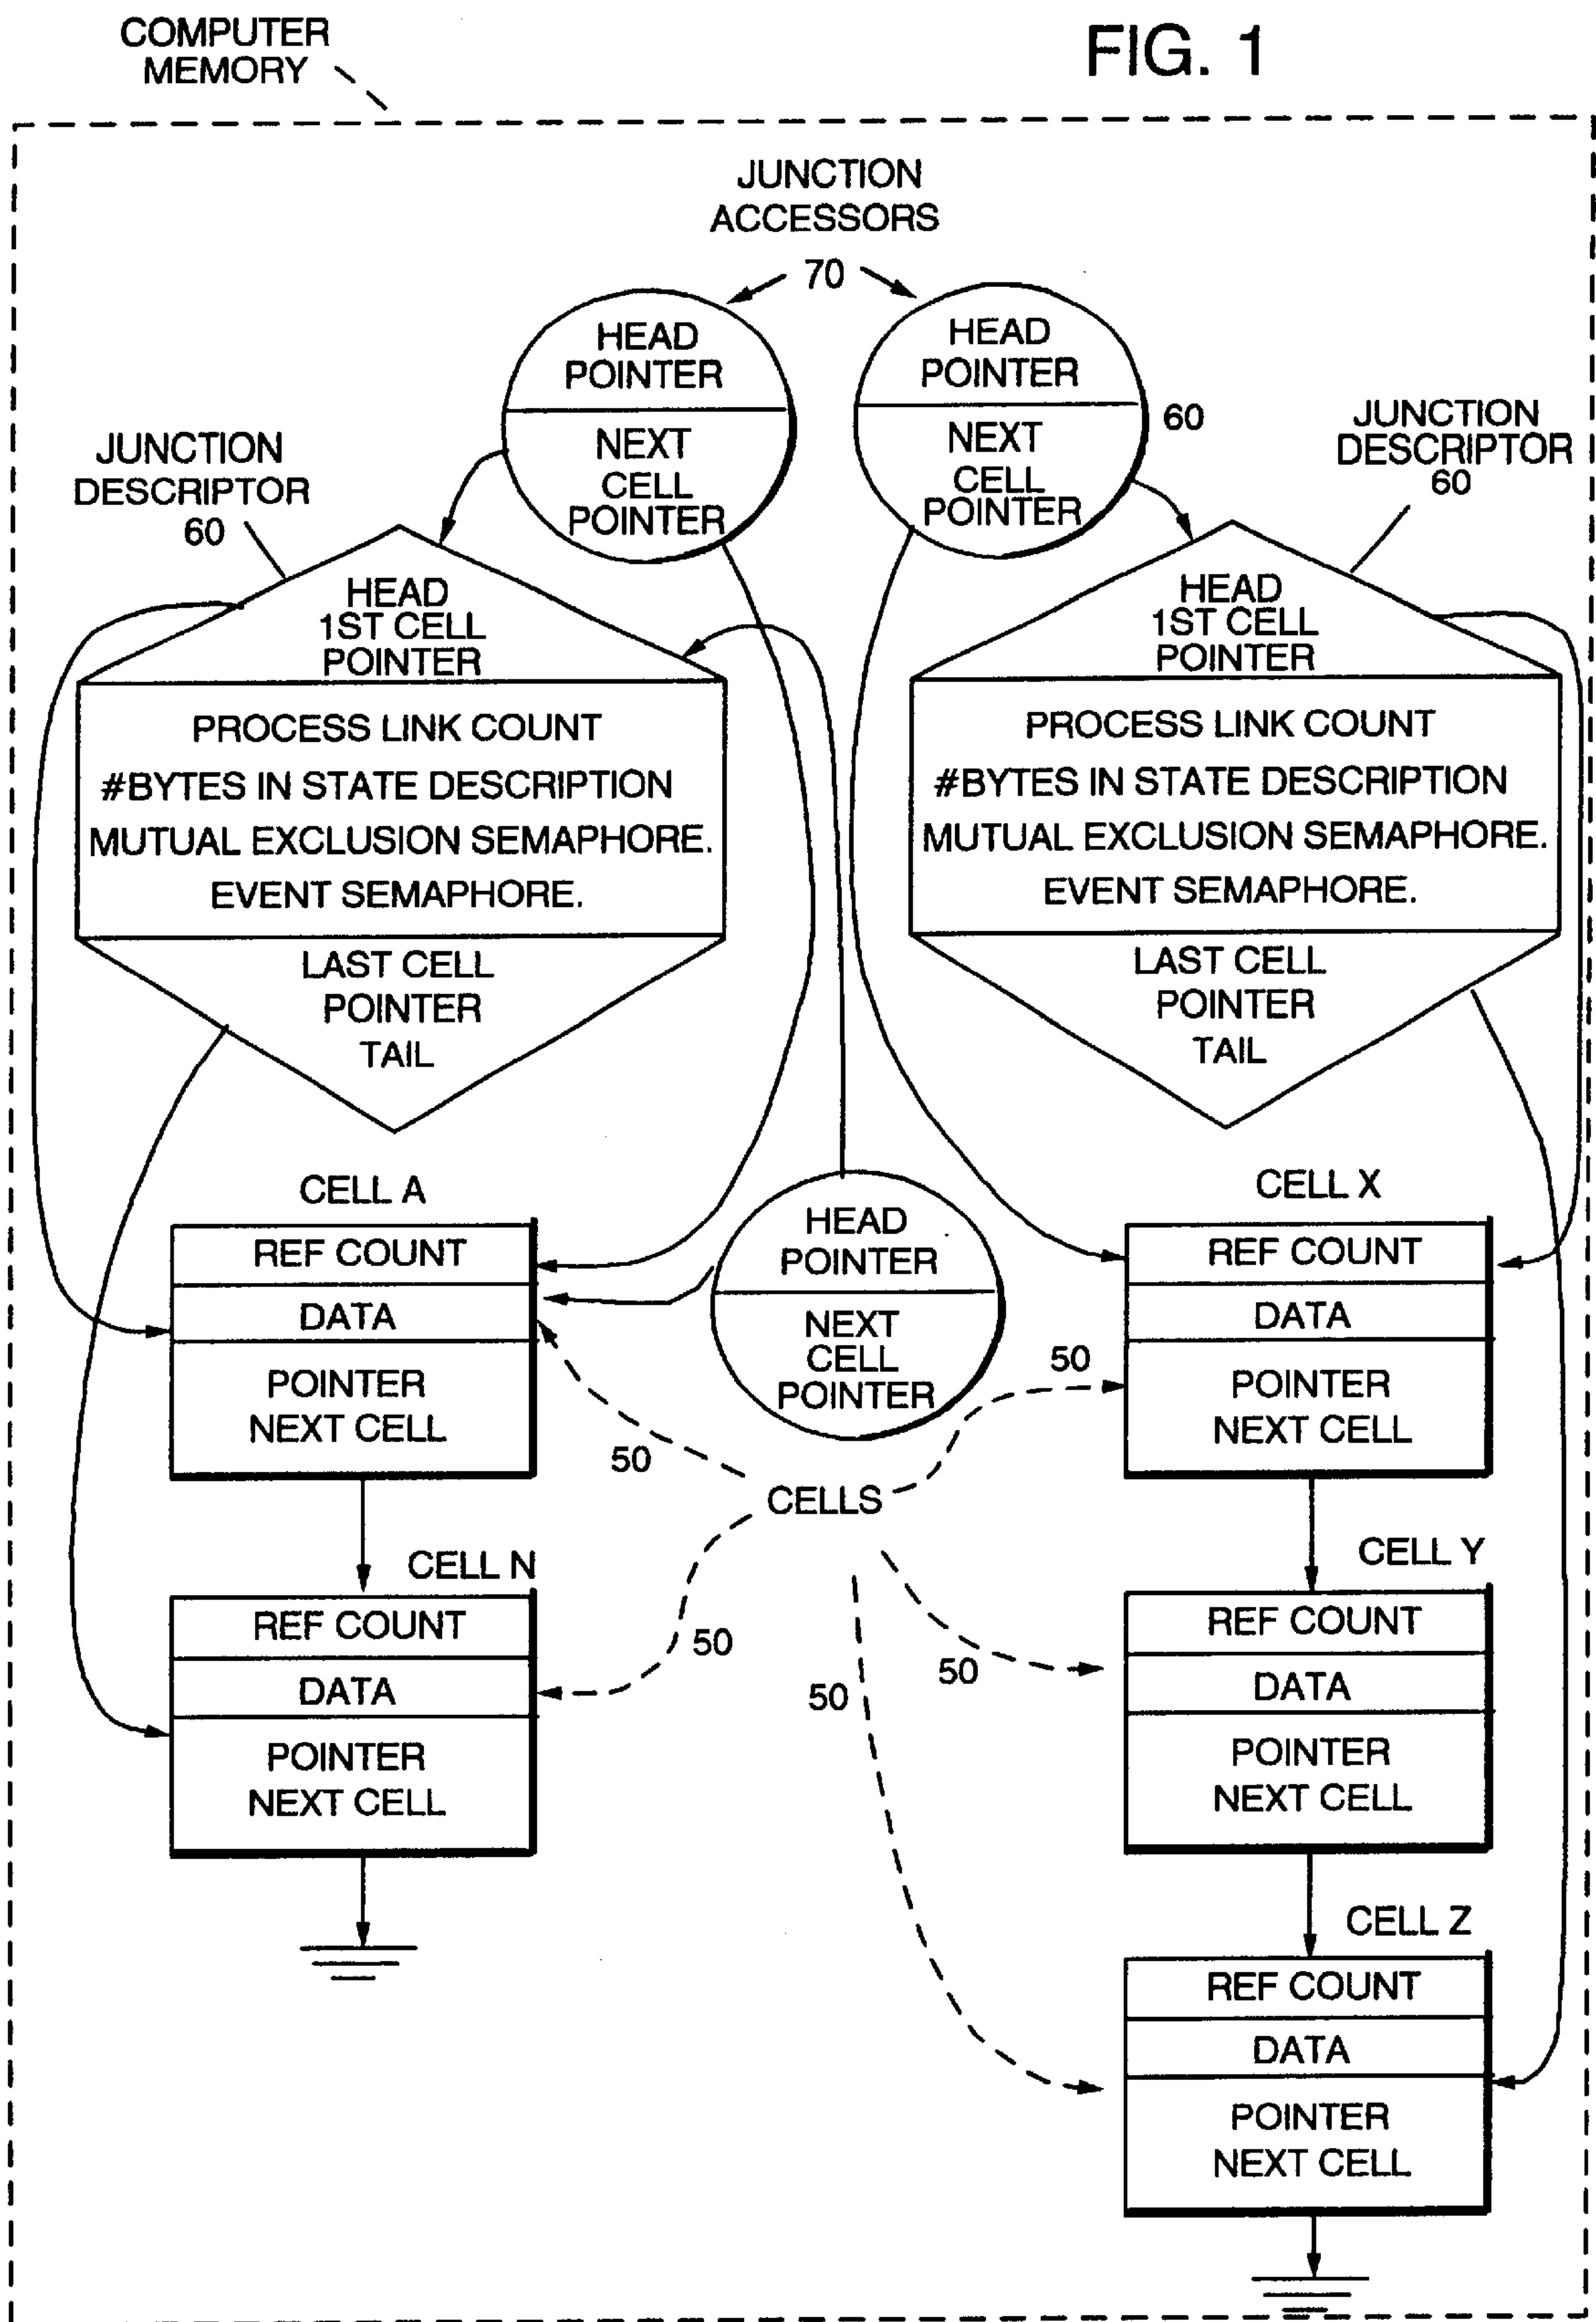 COMPUTER
MEMORY
FIG. 1
JUNCTION
ACCESSORS
70
HEAD
POINTER
NEXT
CELL
POINTER
HEAD
POINTER
NEXT
CELL
POINTER
60
JUNCTION
DESCRIPTOR
60
JUNCTION
DESCRIPTOR
60
HEAD
1ST CELL
POINTER
PROCESS LINK COUNT
#BYTES IN STATE DESCRIPTION
MUTUAL EXCLUSION SEMAPHORE.
EVENT SEMAPHORE.
LAST CELL
POINTER
TAIL
HEAD
1ST CELL
POINTER
PROCESS LINK COUNT
#BYTES IN STATE DESCRIPTION
MUTUAL EXCLUSION SEMAPHORE.
EVENT SEMAPHORE.
LAST CELL
POINTER
TAIL
CELL A
REF COUNT
DATA
POINTER
NEXT CELL
HEAD
POINTER
NEXT
CELL
POINTER
CELL X
REF COUNT
DATA
POINTER
NEXT CELL
50
50
CELLS
CELL N
REF COUNT
DATA
POINTER
NEXT CELL
50
50
50
CELL Y
REF COUNT
DATA
POINTER
NEXT CELL
CELL Z
REF COUNT
DATA
POINTER
NEXT CELL